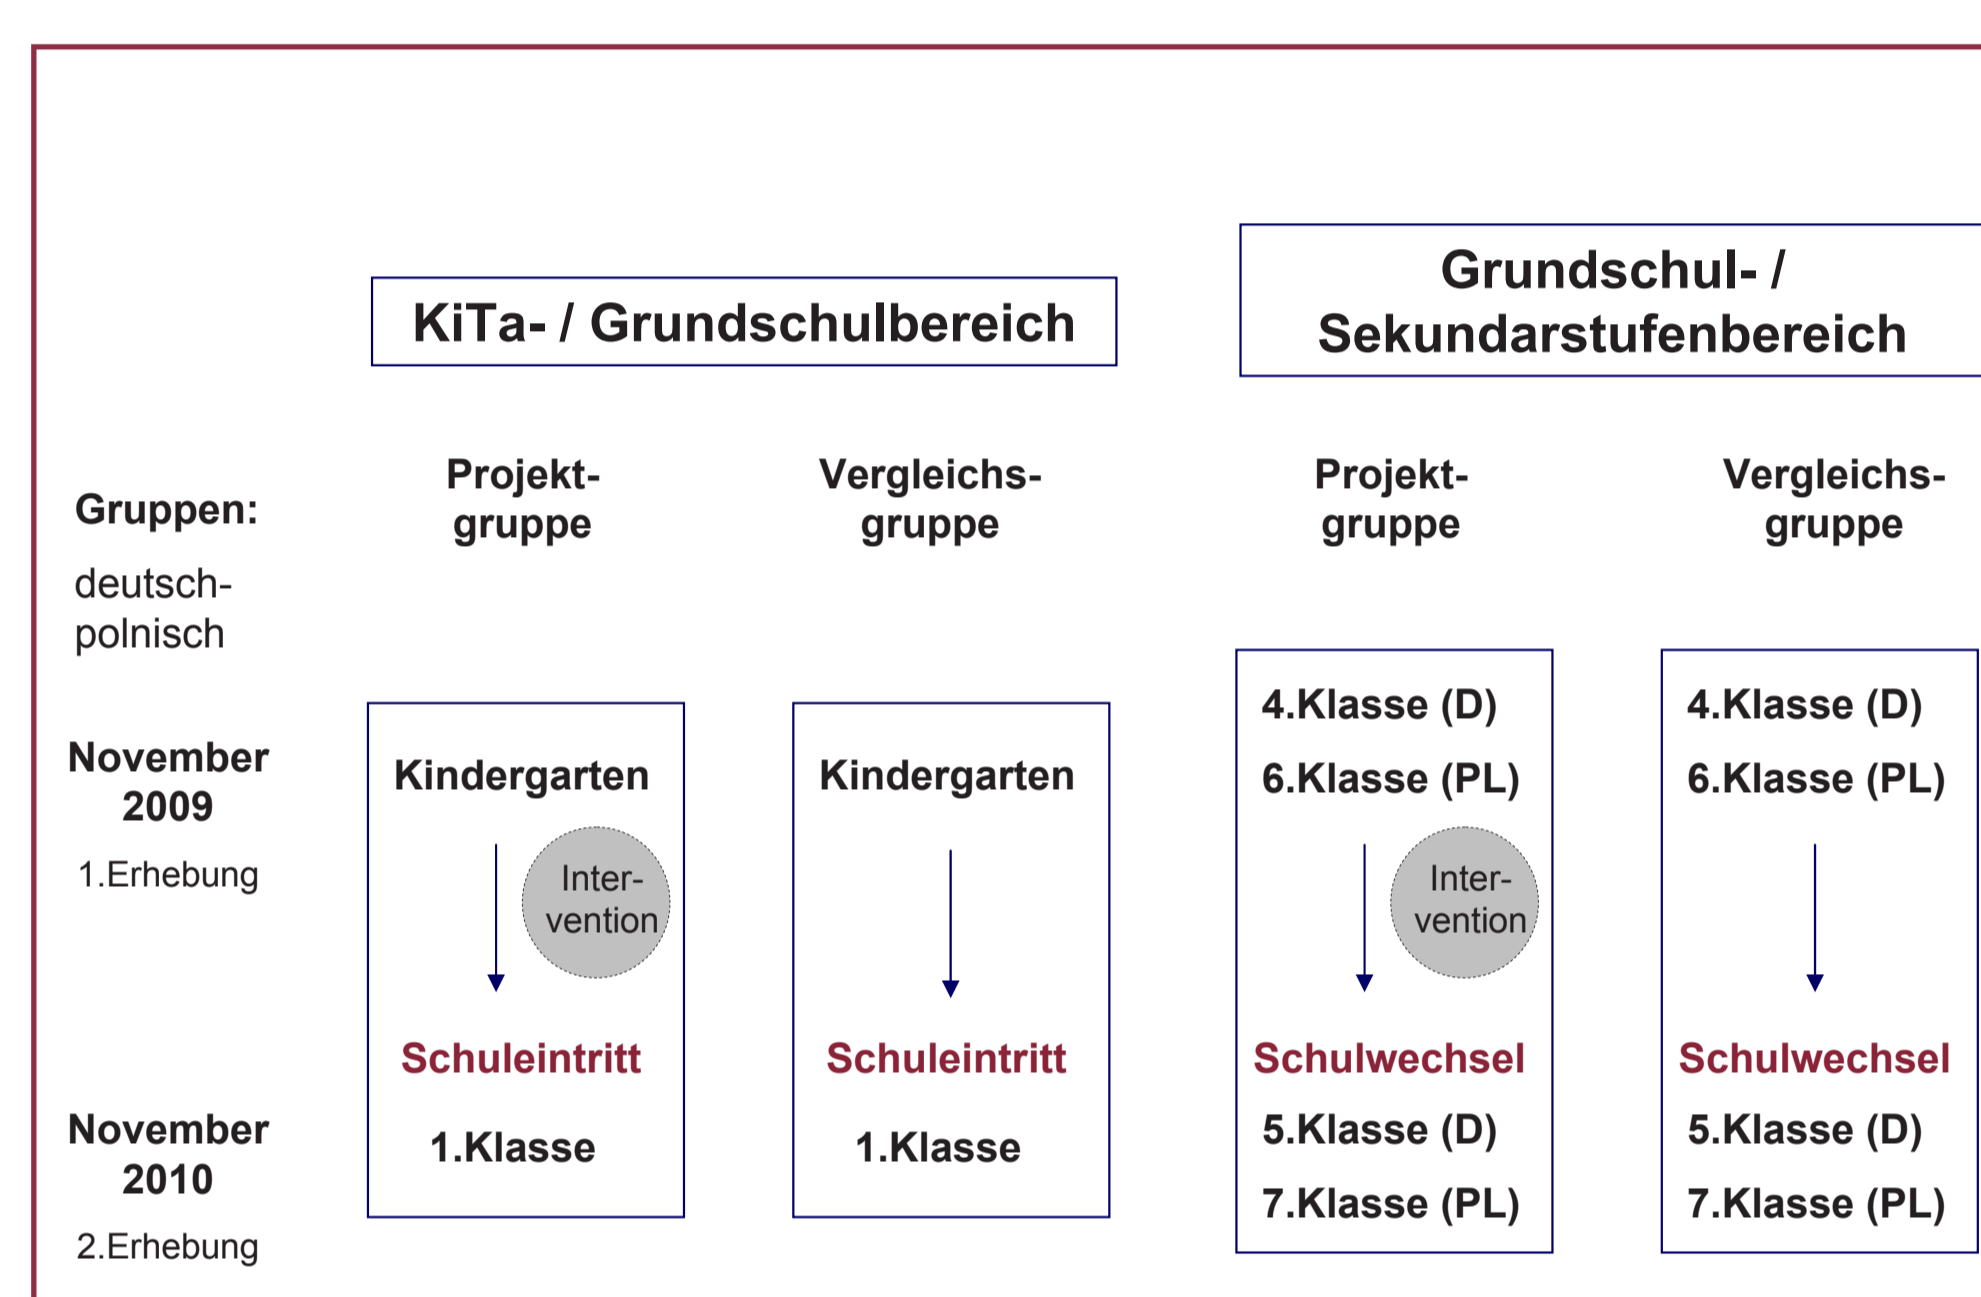 KiTa- / Grundschulbereich
Grundschul- /
Sekundarstufenbereich
Gruppen:
deutsch-
polnisch
Projekt-
gruppe
Vergleichs-
gruppe
Projekt-
gruppe
Vergleichs-
gruppe
November
2009
1.Erhebung
Kindergarten
Inter-
vention
Schuleintritt
1.Klasse
Kindergarten
Schuleintritt
1.Klasse
4.Klasse (D)
6.Klasse (PL)
Inter-
vention
Schulwechsel
5.Klasse (D)
7.Klasse (PL)
4.Klasse (D)
6.Klasse (PL)
Schulwechsel
5.Klasse (D)
7.Klasse (PL)
November
2010
2.Erhebung